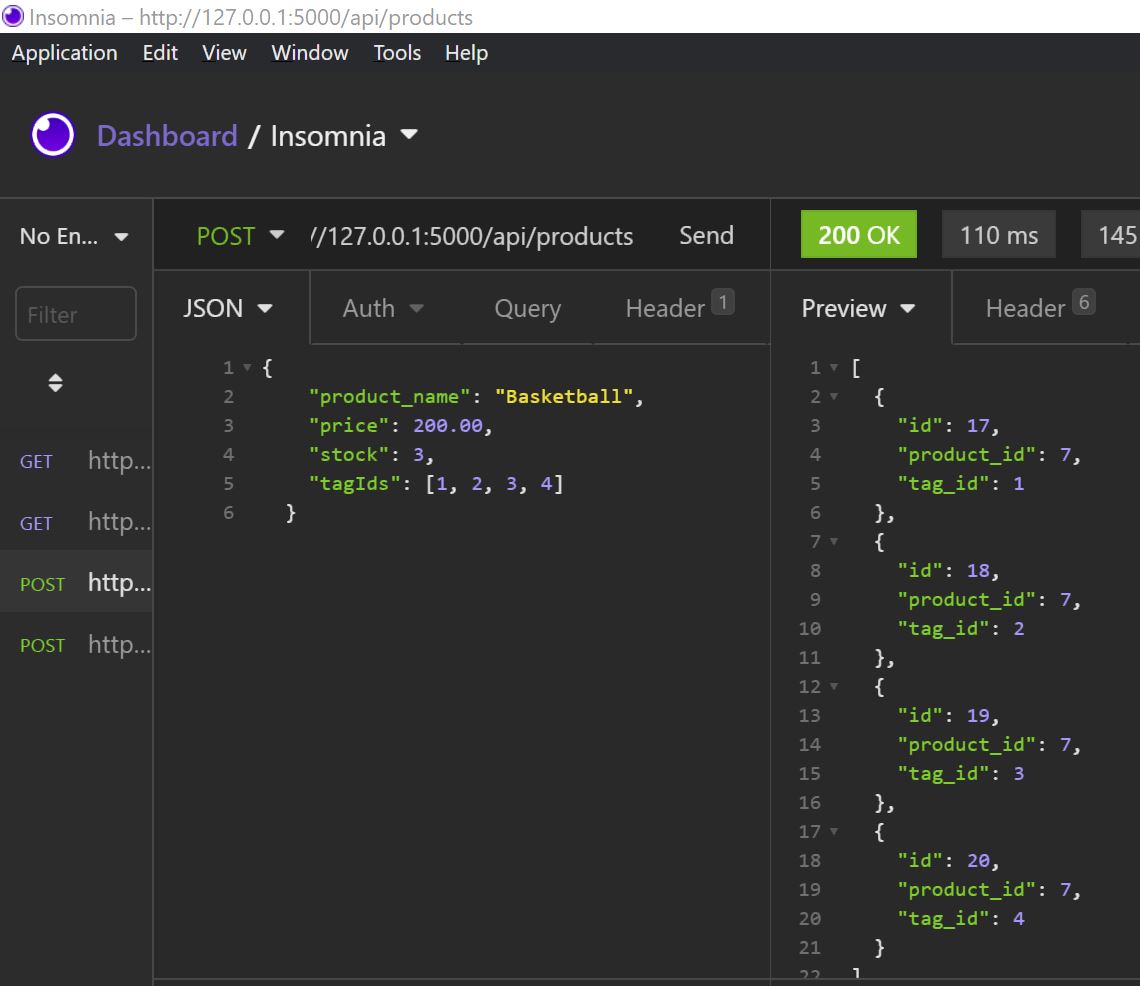 Insomnia – http://127.0.0.1:5000/api/products
Application Edit View Window Tools Help
Dashboard / Insomnia
No En...
POST //127.0.0.1:5000/api/products Send
200 OK 110 ms 145
Filter
JSON Auth Query Header 1
Preview Header 6
GET http...
GET http...
POST http...
POST http...
1 {
2 "product_name": "Basketball",
3 "price": 200.00,
4 "stock": 3,
5 "tagIds": [1, 2, 3, 4]
6 }
1 [
2 {
3 "id": 17,
4 "product_id": 7,
5 "tag_id": 1
6 },
7 {
8 "id": 18,
9 "product_id": 7,
10 "tag_id": 2
11 },
12 {
13 "id": 19,
14 "product_id": 7,
15 "tag_id": 3
16 },
17 {
18 "id": 20,
19 "product_id": 7,
20 "tag_id": 4
21 }
22 ]